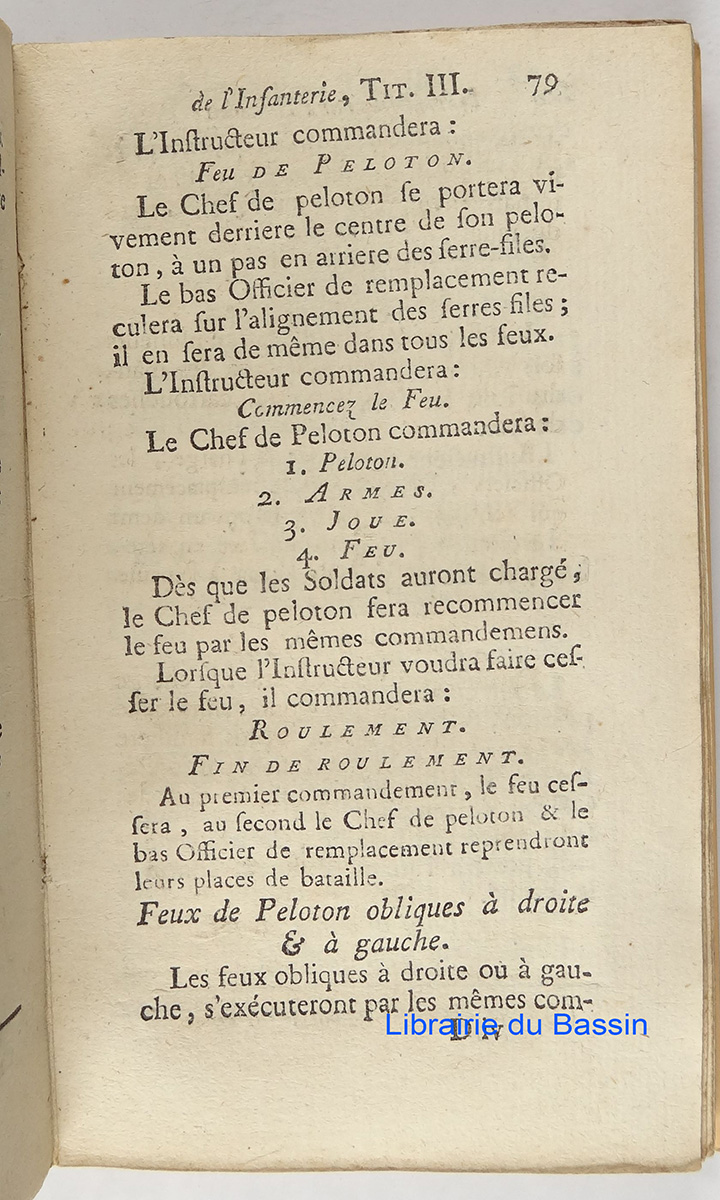 de l'Infanterie, TIT. III. 79
L'Inſtructeur commandera :
Feu DE PELOTON.
Le Chef de peloton ſe portera vi-
vement derriere le centre de ſon pelo-
ton, à un pas en arriere des ſerre-files.
Le bas Officier de remplacement re-
culera ſur l'alignement des ſerres files ;
il en ſera de même dans tous les feux.
L'Inſtructeur commandera :
Commencez le Feu.
Le Chef de Peloton commandera :
1. Peloton.
2. ARMES.
3. JOUE.
4. FEU.
Dès que les Soldats auront chargé,
le Chef de peloton fera recommencer
le feu par les mêmes commandemens.
Lorſque l'Inſtructeur voudra faire ceſ-
ſer le feu, il commandera :
ROULEMENT.
FIN DE ROULEMENT.
Au premier commandement, le feu ceſ-
ſera, au ſecond le Chef de peloton & le
bas Officier de remplacement reprendront
leurs places de bataille.
Feux de Peloton obliques à droite
& à gauche.
Les feux obliques à droite ou à gau-
che, s'exécuteront par les mêmes com-
Librairie du Bassin